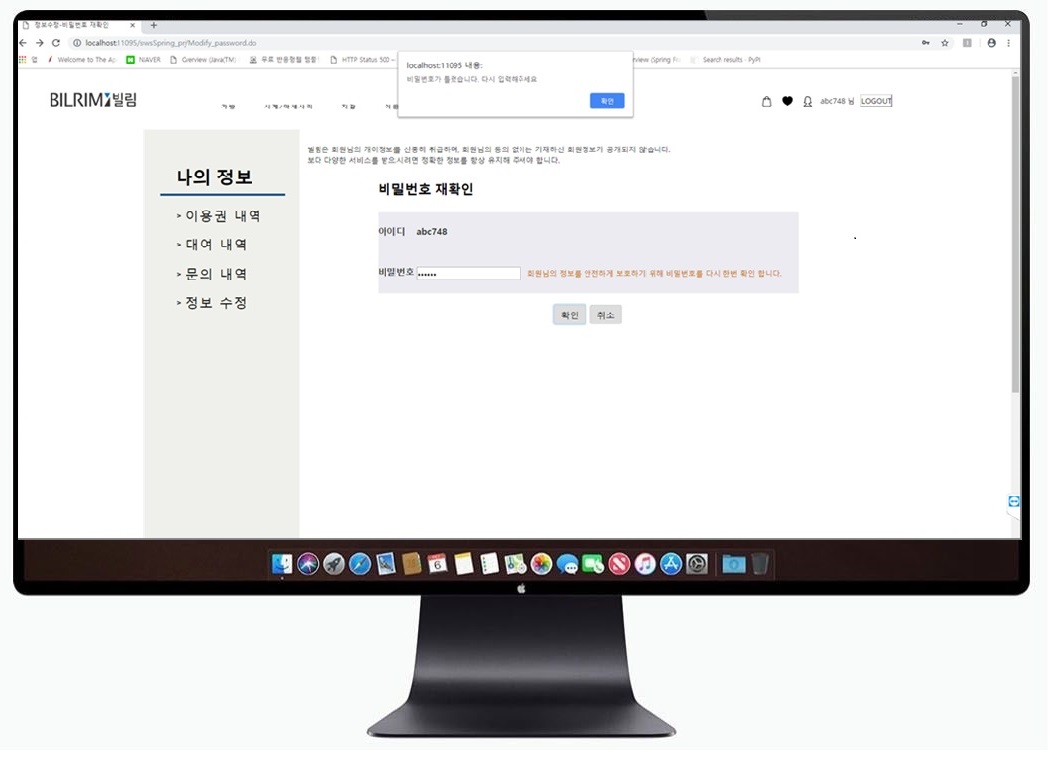 정보수정-비밀번호 재확인
localhost:11095/swsSpring_prj/Modify_password.do
앱 Welcome to The Ap NAVER Grerview (Java(TM) 무료 반응형웹 템플 HTTP Status 500 – rview (Spring Fra Search results · PyPI
localhost:11095 내용:
비밀번호가 틀렸습니다. 다시 입력해주세요
확인
BILRIM 빌림
abc748 님 LOGOUT
빌림은 회원님의 개인정보를 신중히 취급하며, 회원님의 동의 없이는 기재하신 회원정보가 공개되지 않습니다.
보다 다양한 서비스를 받으시려면 정확한 정보를 항상 유지해 주셔야 합니다.
나의 정보
> 이용권 내역
> 대여 내역
> 문의 내역
> 정보 수정
비밀번호 재확인
아이디 abc748
비밀번호 •••••• 회원님의 정보를 안전하게 보호하기 위해 비밀번호를 다시 한번 확인 합니다.
확인 취소
6